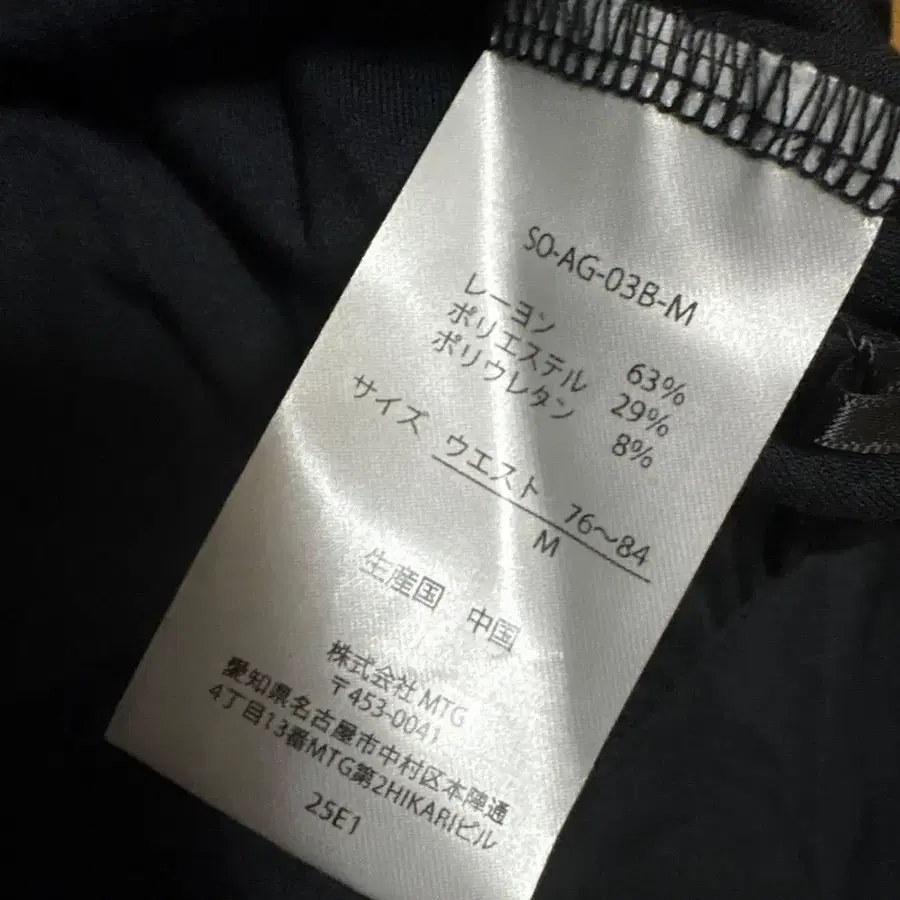 SO-AG-03B-M
レーヨン 63%
ポリエステル 29%
ポリウレタン 8%
サイズ ウエスト 76〜84
M
生産国 中国
株式会社 MTG
〒453-0041
愛知県名古屋市中村区本陣通
4丁目13番MTG第2HIKARIビル
25E1